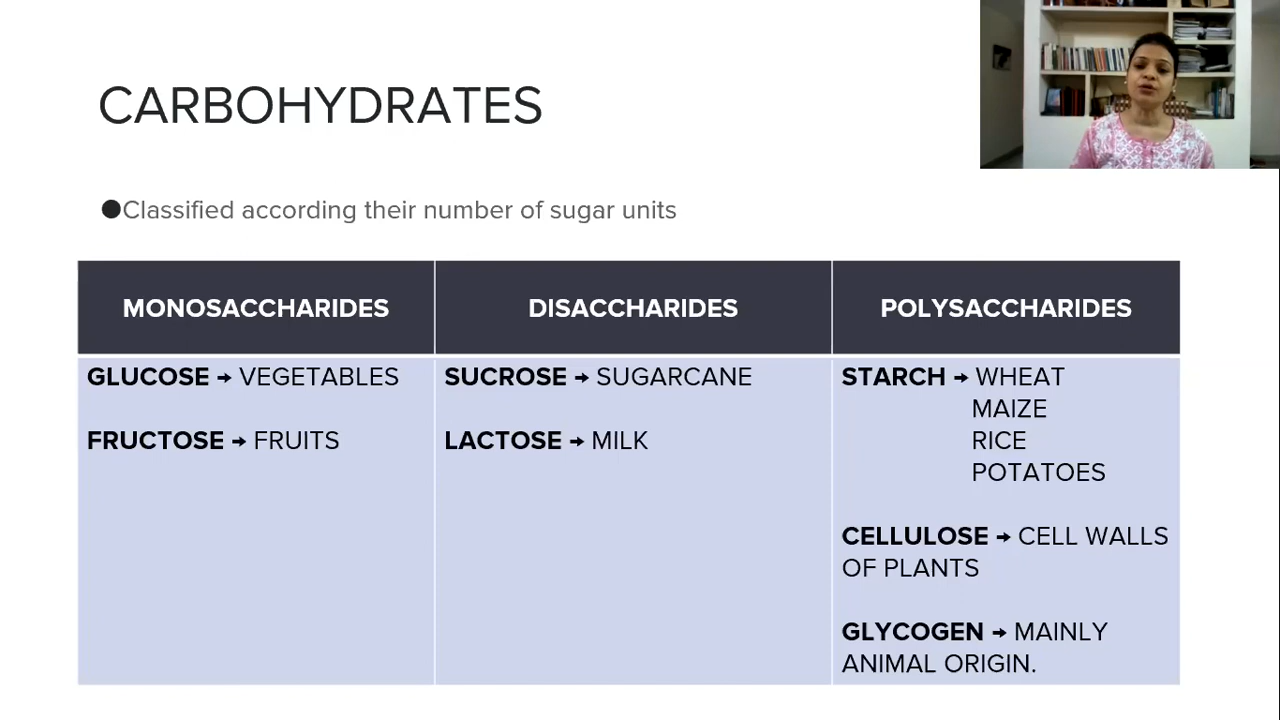 CARBOHYDRATES
●Classified according their number of sugar units
MONOSACCHARIDES
DISACCHARIDES
POLYSACCHARIDES
GLUCOSE → VEGETABLES
FRUCTOSE → FRUITS
SUCROSE → SUGARCANE
LACTOSE → MILK
STARCH → WHEAT
MAIZE
RICE
POTATOES
CELLULOSE → CELL WALLS
OF PLANTS
GLYCOGEN → MAINLY
ANIMAL ORIGIN.